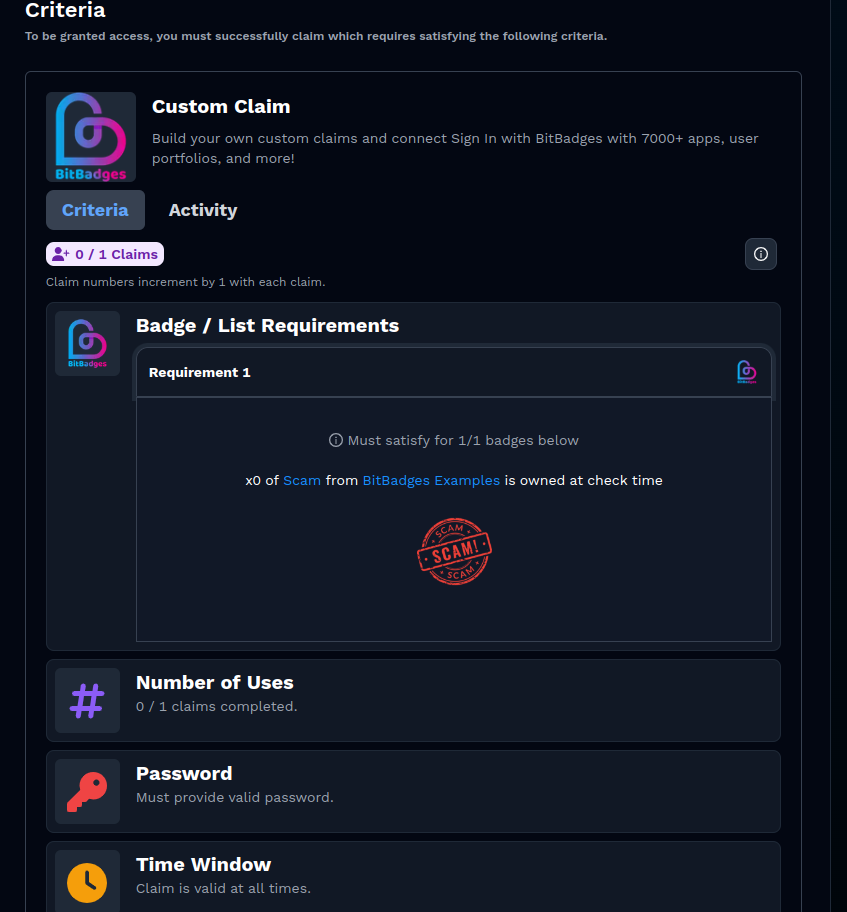 Criteria
To be granted access, you must successfully claim which requires satisfying the following criteria.
BitBadges
Custom Claim
Build your own custom claims and connect Sign In with BitBadges with 7000+ apps, user
portfolios, and more!
Criteria
Activity
0 / 1 Claims
Claim numbers increment by 1 with each claim.
BitBadges
Badge / List Requirements
Requirement 1
BitBadges
Must satisfy for 1/1 badges below
x0 of Scam from BitBadges Examples is owned at check time
SCAM
SCAM!
SCAM
Number of Uses
0 / 1 claims completed.
Password
Must provide valid password.
Time Window
Claim is valid at all times.